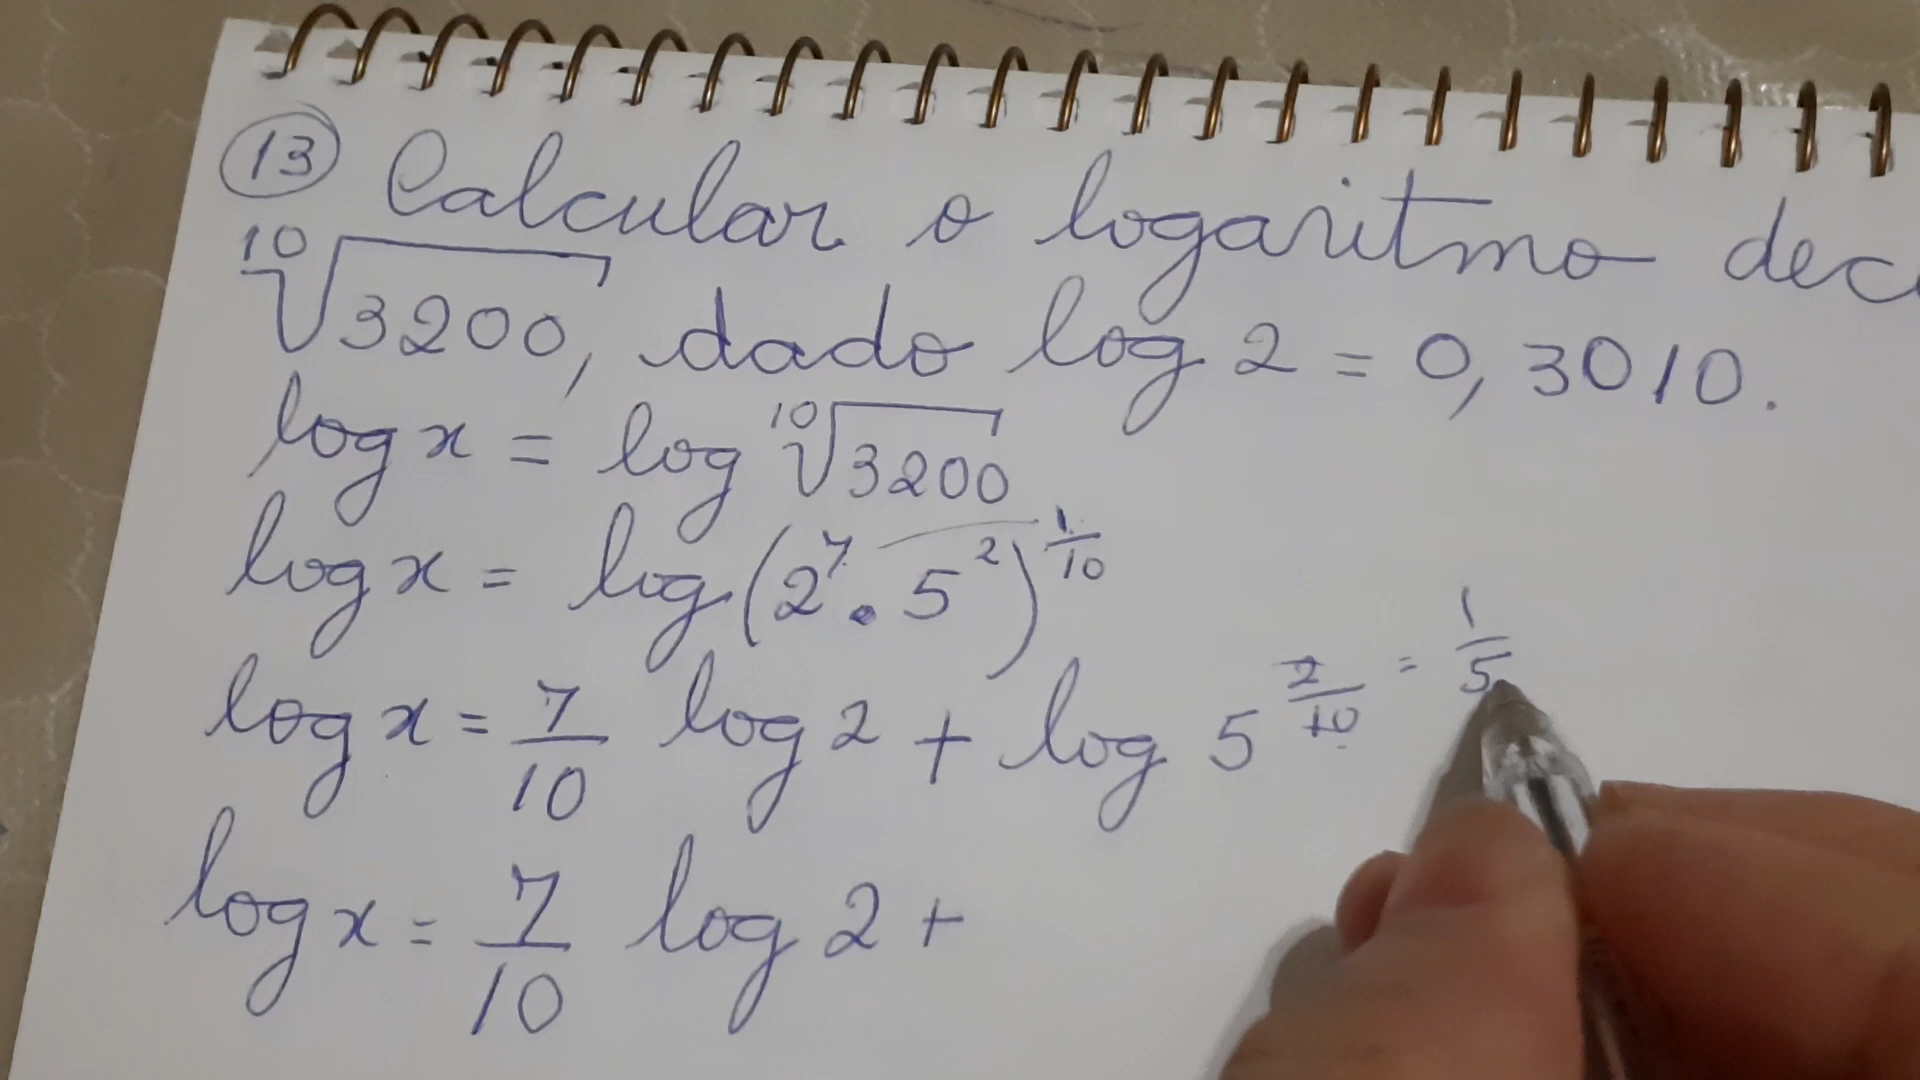 13 Calcular o logaritmo dec
¹⁰√3200, dado log 2 = 0,3010.
log x = log ¹⁰√3200
log x = log (2⁷ . 5²)^(1/10)
log x = 7/10 log 2 + log 5^(2/10) = 1/5
log x = 7/10 log 2 +